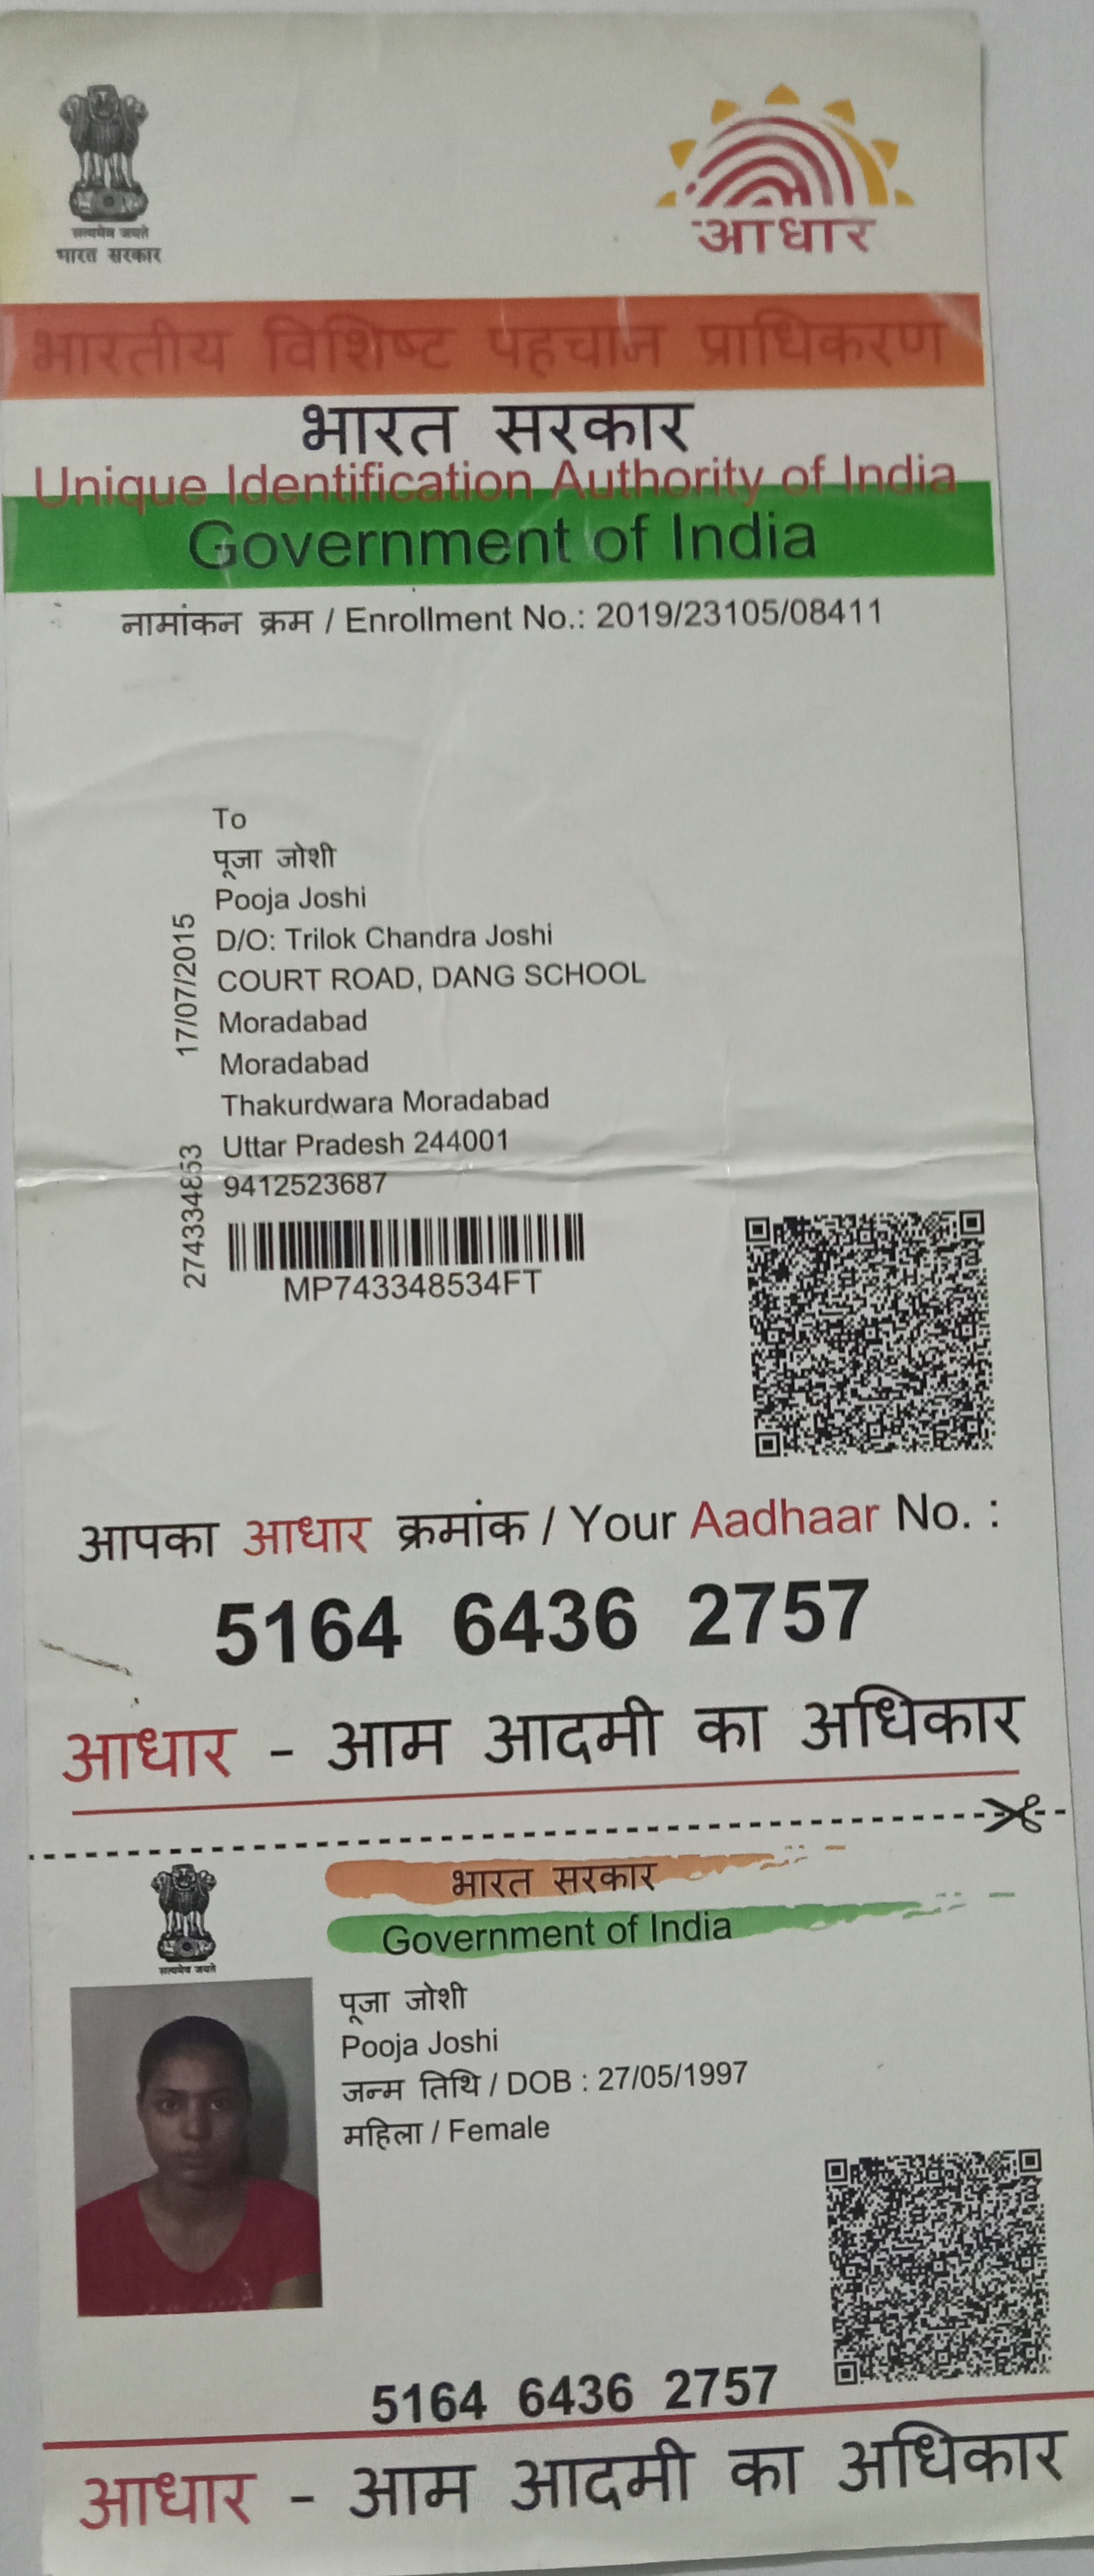 सत्यमेव जयते
भारत सरकार
आधार
भारतीय विशिष्ट पहचान प्राधिकरण
भारत सरकार
Unique Identification Authority of India
Government of India
नामांकन क्रम / Enrollment No.: 2019/23105/08411
To
पूजा जोशी
Pooja Joshi
D/O: Trilok Chandra Joshi
COURT ROAD, DANG SCHOOL
Moradabad
Moradabad
Thakurdwara Moradabad
Uttar Pradesh 244001
9412523687
17/07/2015
274334853
MP743348534FT
आपका आधार क्रमांक / Your Aadhaar No. :
5164 6436 2757
आधार - आम आदमी का अधिकार
सत्यमेव जयते
भारत सरकार
Government of India
पूजा जोशी
Pooja Joshi
जन्म तिथि / DOB : 27/05/1997
महिला / Female
5164 6436 2757
आधार - आम आदमी का अधिकार